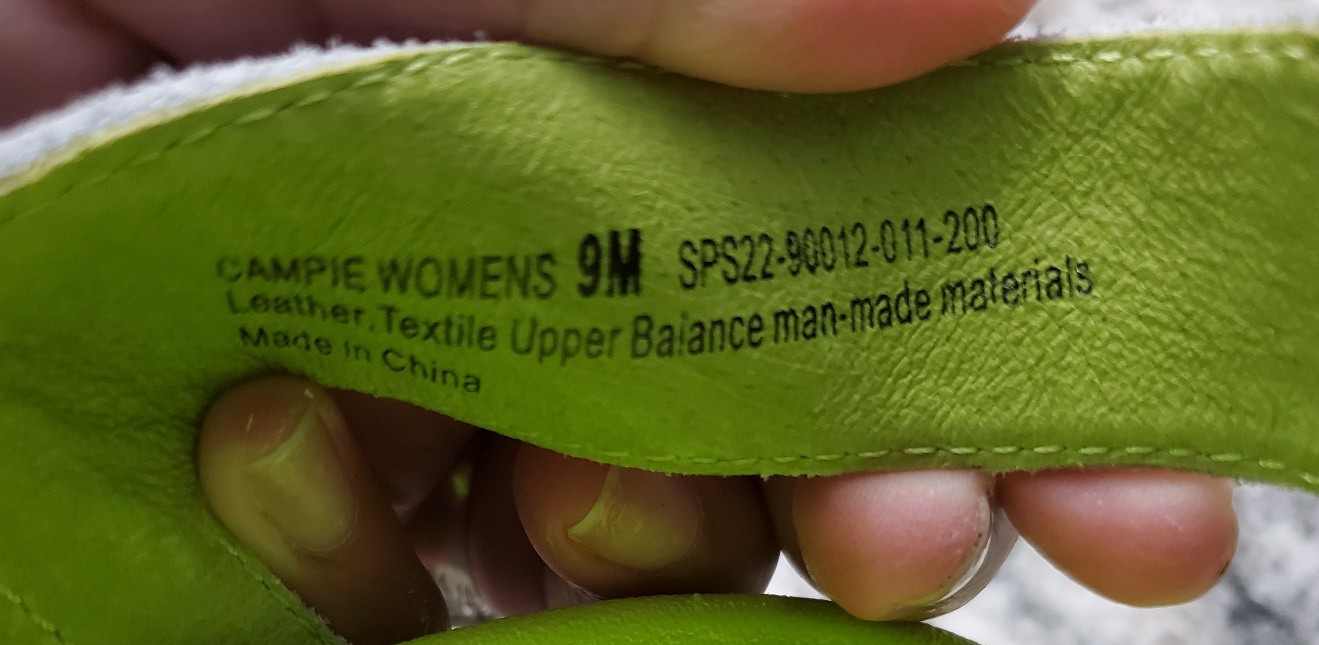 CAMPIE WOMENS 9M SPS22-90012-011-200
Leather,Textile Upper Balance man-made materials
Made In China